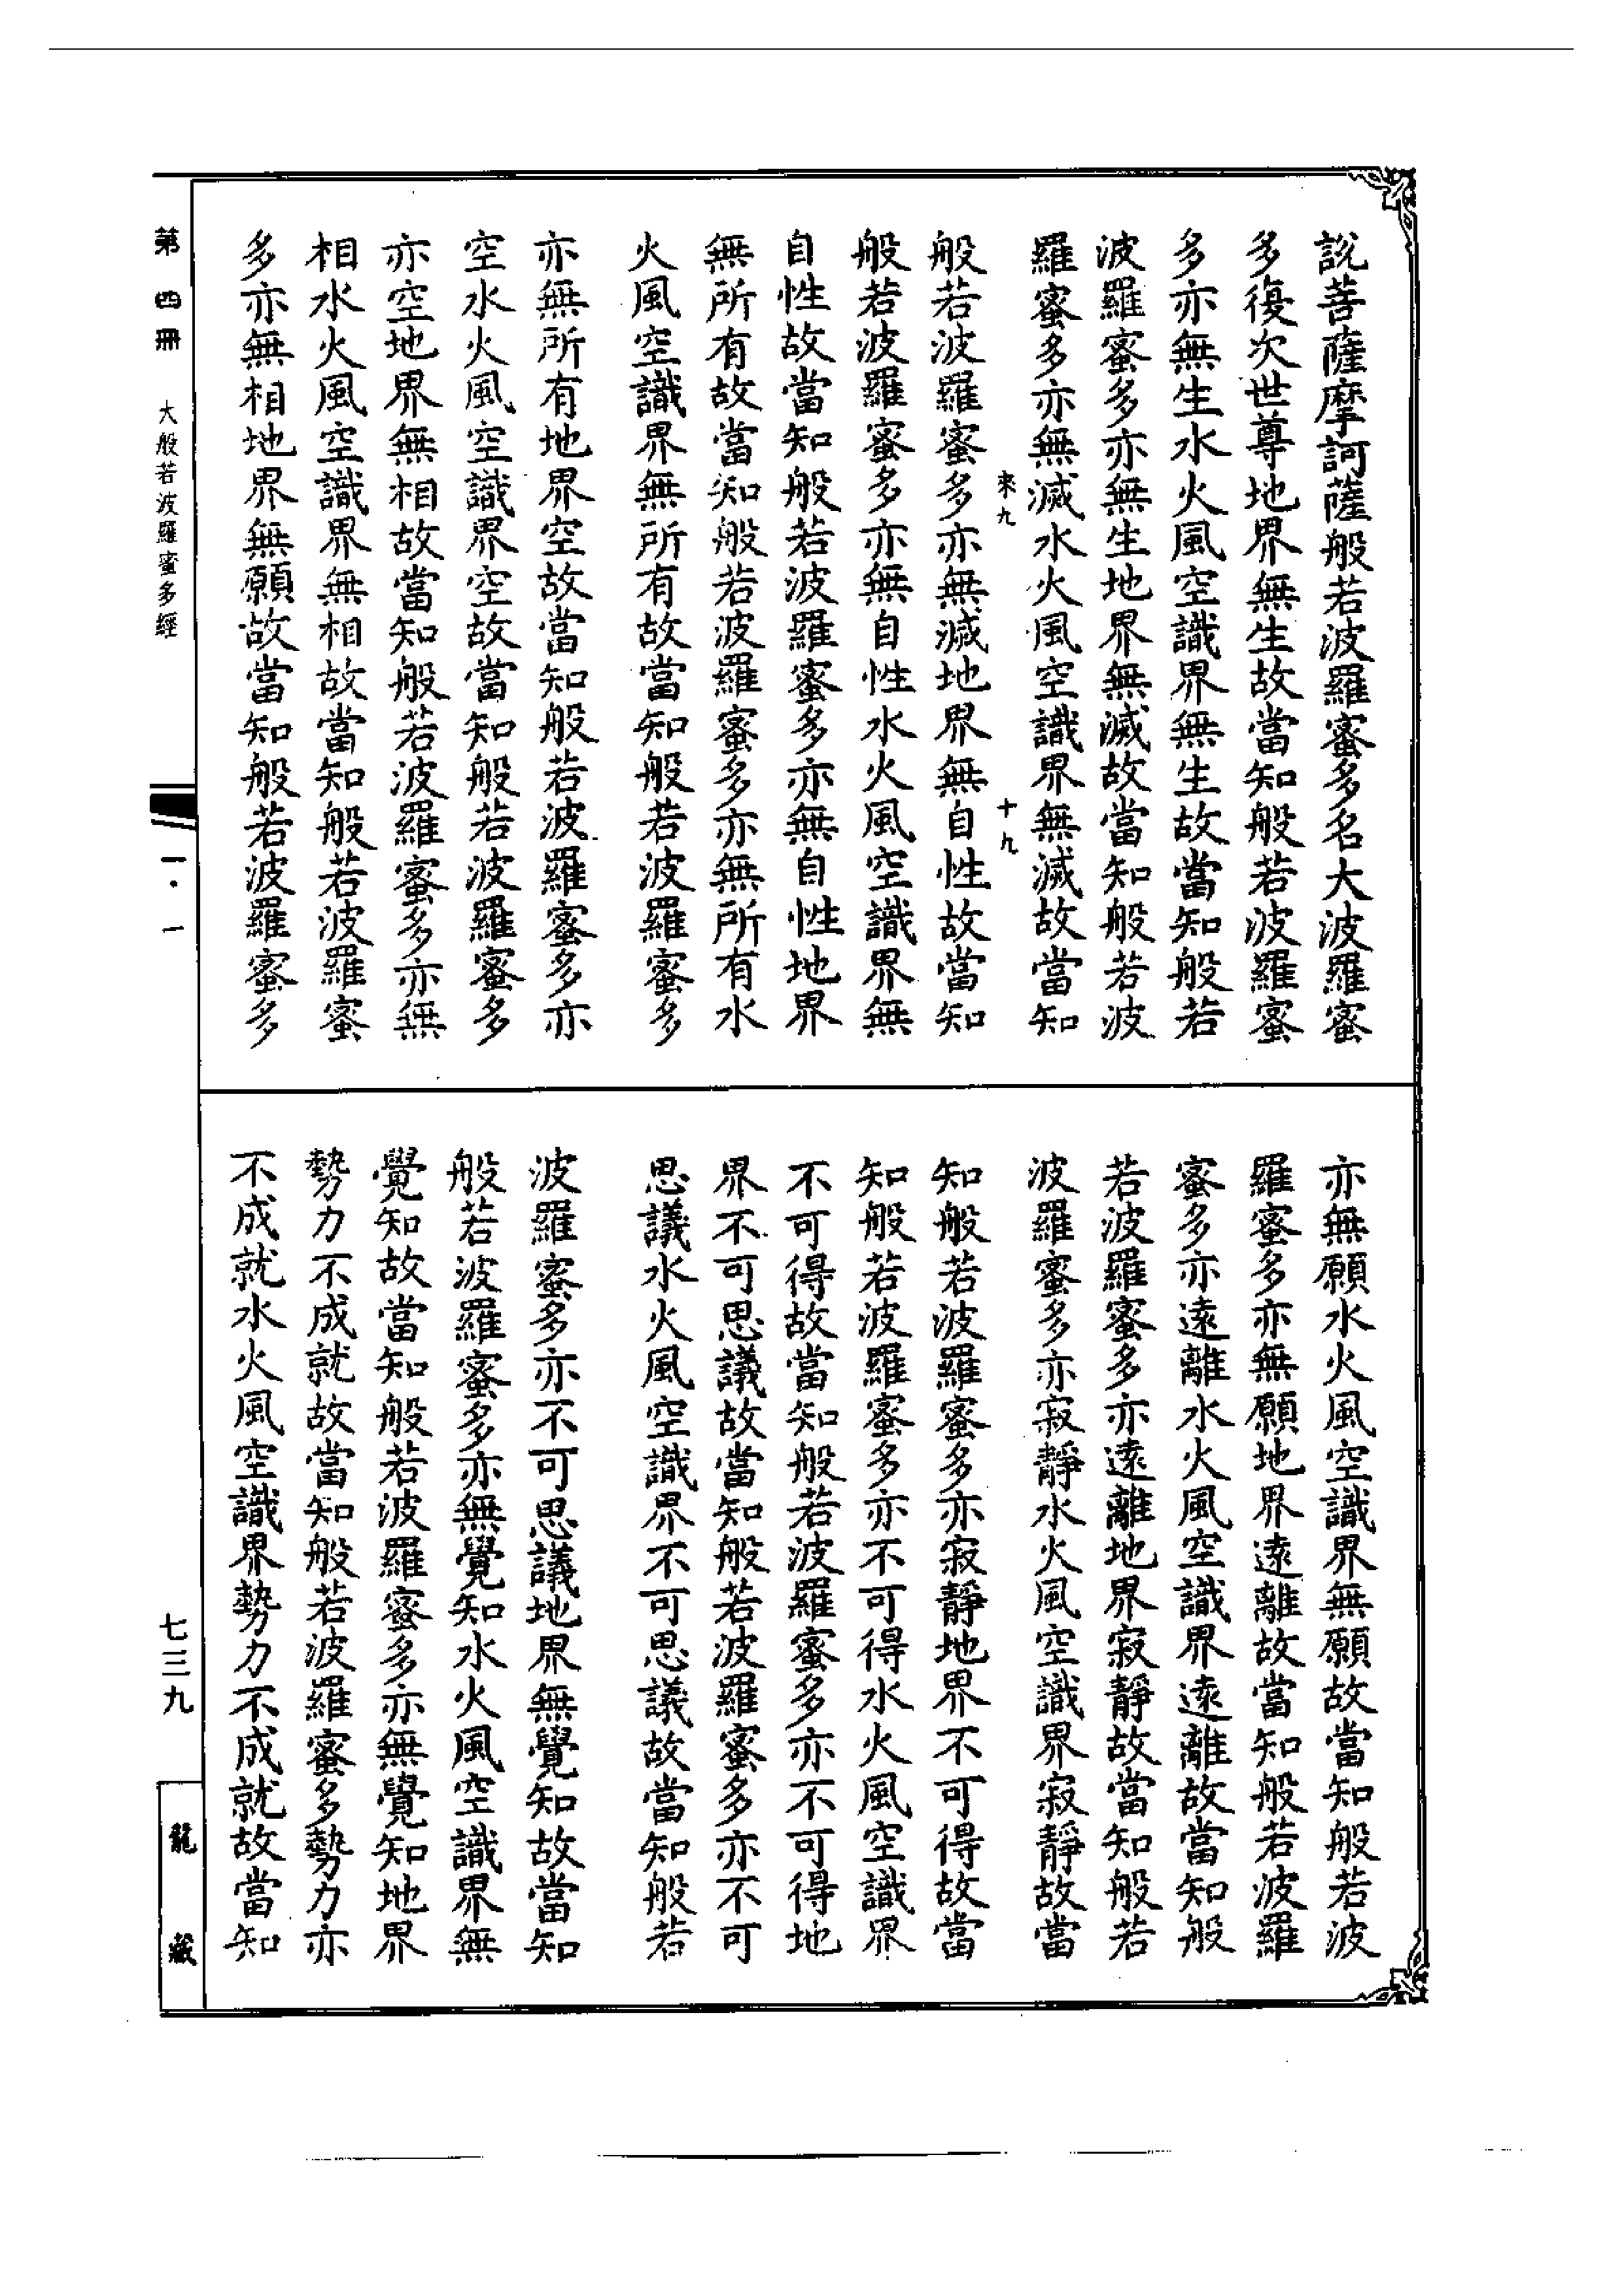 說菩薩摩訶薩般若波羅蜜多名大波羅蜜
多復次世尊地界無生故當知般若波羅蜜
多亦無生水火風空識界無生故當知般若
波羅蜜多亦無生地界無滅故當知般若波
羅蜜多亦無滅水火風空識界無滅故當知
來九 十九
般若波羅蜜多亦無滅地界無自性故當知
般若波羅蜜多亦無自性水火風空識界無
自性故當知般若波羅蜜多亦無自性地界
無所有故當知般若波羅蜜多亦無所有水
火風空識界無所有故當知般若波羅蜜多
亦無所有地界空故當知般若波羅蜜多亦
空水火風空識界空故當知般若波羅蜜多
亦空地界無相故當知般若波羅蜜多亦無
相水火風空識界無相故當知般若波羅蜜
多亦無相地界無願故當知般若波羅蜜多
亦無願水火風空識界無願故當知般若波
羅蜜多亦無願地界遠離故當知般若波羅
蜜多亦遠離水火風空識界遠離故當知般
若波羅蜜多亦遠離地界寂靜故當知般若
波羅蜜多亦寂靜水火風空識界寂靜故當
知般若波羅蜜多亦寂靜地界不可得故當
知般若波羅蜜多亦不可得水火風空識界
不可得故當知般若波羅蜜多亦不可得地
界不可思議故當知般若波羅蜜多亦不可
思議水火風空識界不可思議故當知般若
波羅蜜多亦不可思議地界無覺知故當知
般若波羅蜜多亦無覺知水火風空識界無
覺知故當知般若波羅蜜多亦無覺知地界
勢力不成就故當知般若波羅蜜多勢力亦
不成就水火風空識界勢力不成就故當知
第四冊 大般若波羅蜜多經
一·一
七三九
龍藏